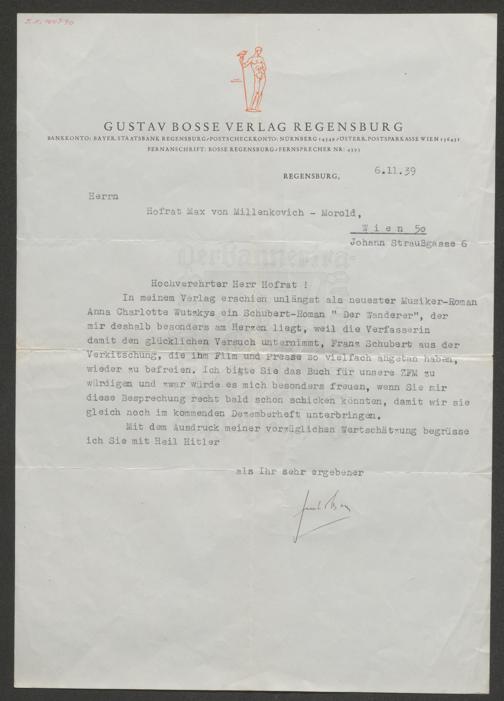 GUSTAV BOSSE VERLAG REGENSBURG
BANKKONTO: BAYER. STAATSBANK REGENSBURG / POSTSCHECKKONTO: NÜRNBERG / ÖSTERR. POSTSPARKASSE WIEN
FERNANSCHRIFT: BOSSE REGENSBURG / FERNSPRECHER NR:
REGENSBURG, 6.11.39
Herrn
Hofrat Max von Millenkovich - Morold,
Wien 50
Johann Straußgasse 6
Hochverehrter Herr Hofrat !
In meinem Verlag erschien unlängst als neuester Musiker-Roman
Anna Charlotte Wutzkys ein Schubert-Roman " Der Wanderer", der
mir deshalb besonders am Herzen liegt, weil die Verfasserin
damit den glücklichen Versuch unternimmt, Franz Schubert aus der
Verkitschung, die ihm Film und Presse so vielfach angetan haben,
wieder zu befreien. Ich bitte Sie das Buch für unsere ZFM zu
würdigen und zwar würde es mich besonders freuen, wenn Sie mir
diese Besprechung recht bald schon schicken könnten, damit wir sie
gleich noch im kommenden Dezemberheft unterbringen.
Mit dem Ausdruck meiner vorzüglichen Wertschätzung begrüsse
ich Sie mit Heil Hitler
als Ihr sehr ergebener